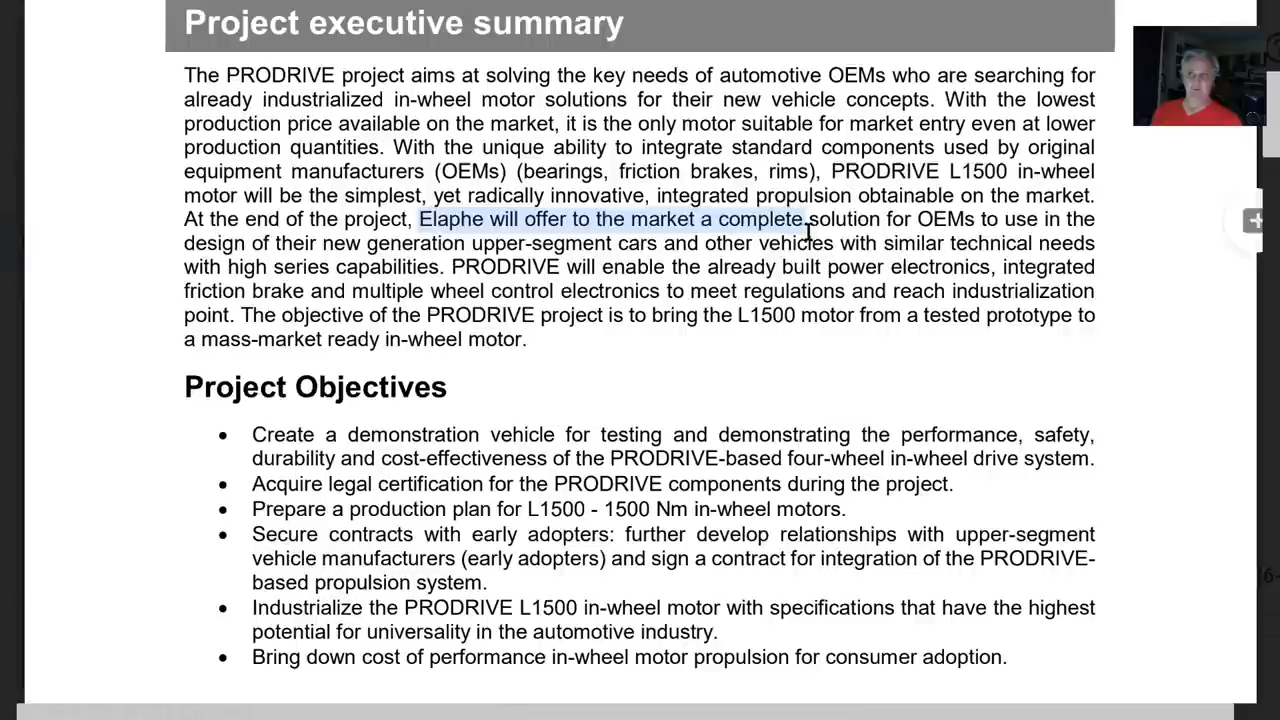 Project executive summary
The PRODRIVE project aims at solving the key needs of automotive OEMs who are searching for
already industrialized in-wheel motor solutions for their new vehicle concepts. With the lowest
production price available on the market, it is the only motor suitable for market entry even at lower
production quantities. With the unique ability to integrate standard components used by original
equipment manufacturers (OEMs) (bearings, friction brakes, rims), PRODRIVE L1500 in-wheel
motor will be the simplest, yet radically innovative, integrated propulsion obtainable on the market.
At the end of the project, Elaphe will offer to the market a complete solution for OEMs to use in the
design of their new generation upper-segment cars and other vehicles with similar technical needs
with high series capabilities. PRODRIVE will enable the already built power electronics, integrated
friction brake and multiple wheel control electronics to meet regulations and reach industrialization
point. The objective of the PRODRIVE project is to bring the L1500 motor from a tested prototype to
a mass-market ready in-wheel motor.
Project Objectives
• Create a demonstration vehicle for testing and demonstrating the performance, safety,
durability and cost-effectiveness of the PRODRIVE-based four-wheel in-wheel drive system.
• Acquire legal certification for the PRODRIVE components during the project.
• Prepare a production plan for L1500 - 1500 Nm in-wheel motors.
• Secure contracts with early adopters: further develop relationships with upper-segment
vehicle manufacturers (early adopters) and sign a contract for integration of the PRODRIVE-
based propulsion system.
• Industrialize the PRODRIVE L1500 in-wheel motor with specifications that have the highest
potential for universality in the automotive industry.
• Bring down cost of performance in-wheel motor propulsion for consumer adoption.